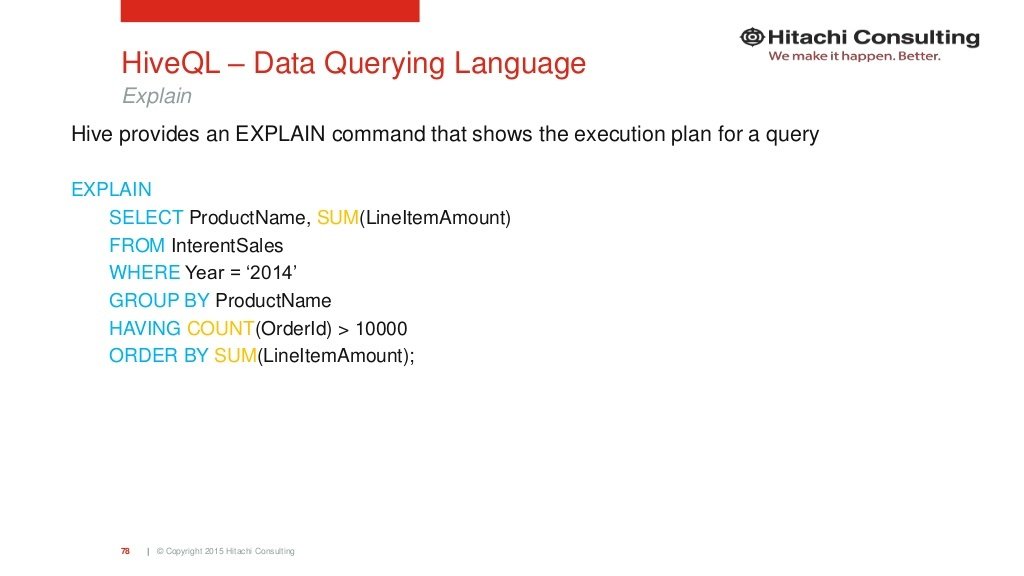 Hitachi Consulting
We make it happen. Better.
HiveQL – Data Querying Language
Explain
Hive provides an EXPLAIN command that shows the execution plan for a query
EXPLAIN
SELECT ProductName, SUM(LineItemAmount)
FROM InterentSales
WHERE Year = ‘2014’
GROUP BY ProductName
HAVING COUNT(OrderId) > 10000
ORDER BY SUM(LineItemAmount);
78 | © Copyright 2015 Hitachi Consulting